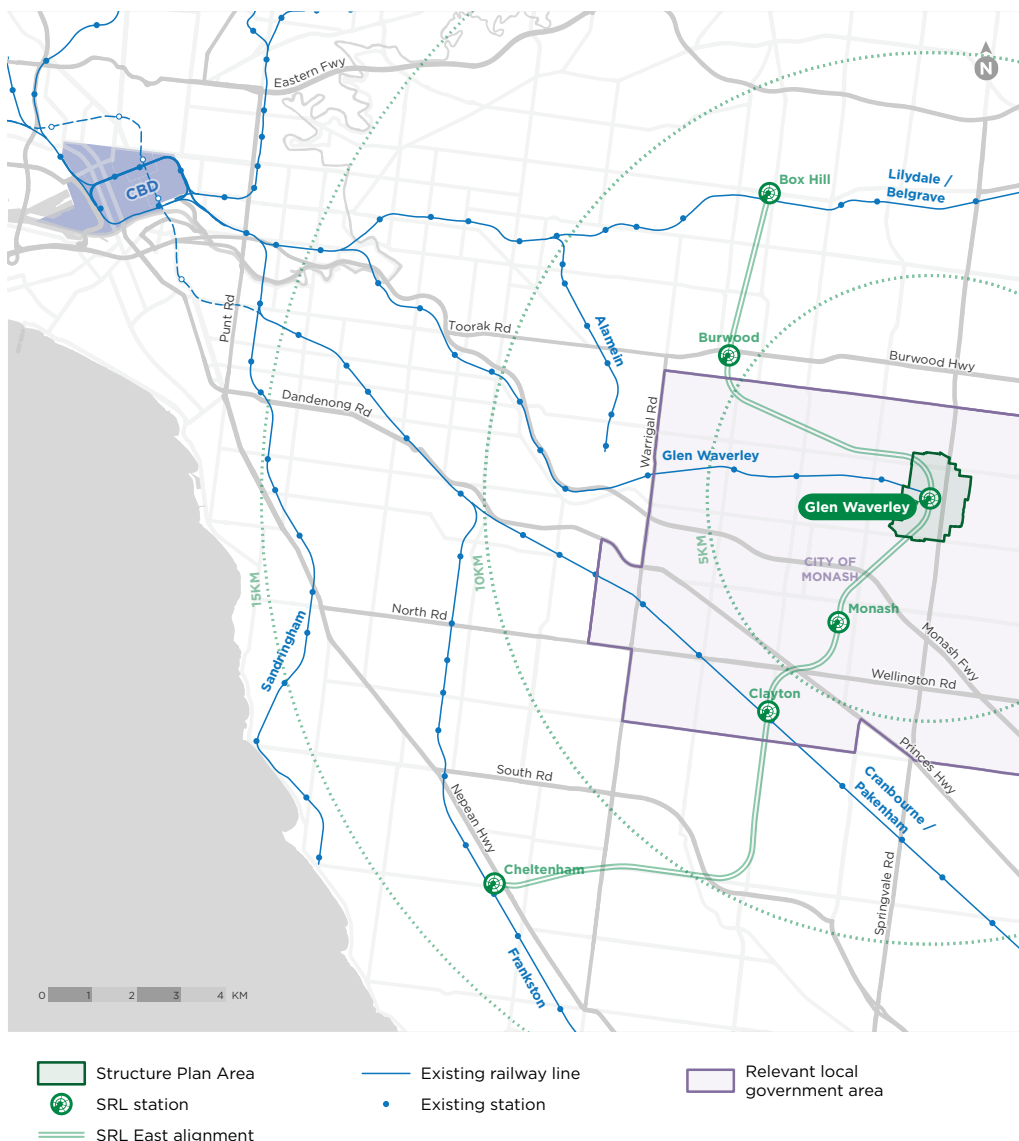 Eastern Fwy
N
CBD
Box Hill
Lilydale /
Belgrave
Punt Rd
Toorak Rd
Alamein
Burwood
Burwood Hwy
Dandenong Rd
Warrigal Rd
Glen Waverley
Glen Waverley
5KM
10KM
15KM
CITY OF
MONASH
North Rd
Monash
Monash Fwy
Sandringham
Wellington Rd
Clayton
Princes Hwy
South Rd
Nepean Hwy
Cranbourne /
Pakenham
Cheltenham
Springvale Rd
Frankston
0 1 2 3 4 KM
Structure Plan Area
SRL station
SRL East alignment
Existing railway line
Existing station
Relevant local
government area